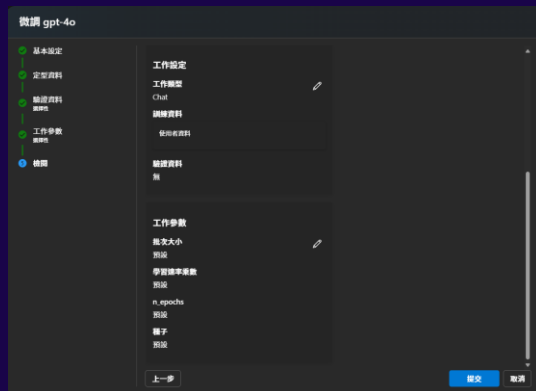 微調 gpt-4o
基本設定
定型資料
驗證資料
選擇性
工作參數
選擇性
檢閱
工作設定
工作類型
Chat
訓練資料
使用者資料
驗證資料
無
工作參數
批次大小
預設
學習速率乘數
預設
n_epochs
預設
種子
預設
上一步
提交
取消